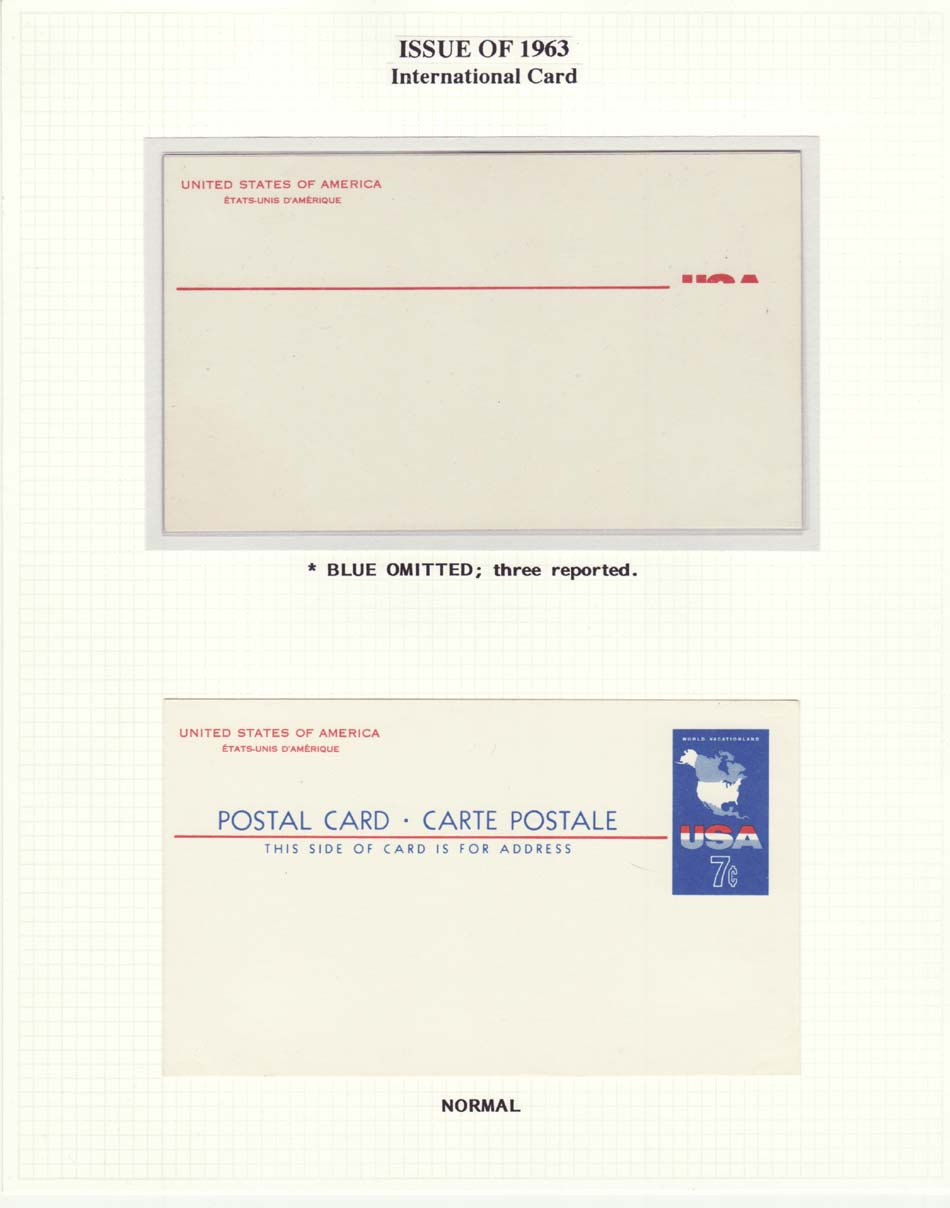 ISSUE OF 1963
International Card
UNITED STATES OF AMERICA
ÉTATS-UNIS D'AMÉRIQUE
USA
* BLUE OMITTED; three reported.
UNITED STATES OF AMERICA
ÉTATS-UNIS D'AMÉRIQUE
WORLD VACATIONLAND
POSTAL CARD · CARTE POSTALE
THIS SIDE OF CARD IS FOR ADDRESS
USA
7¢
NORMAL